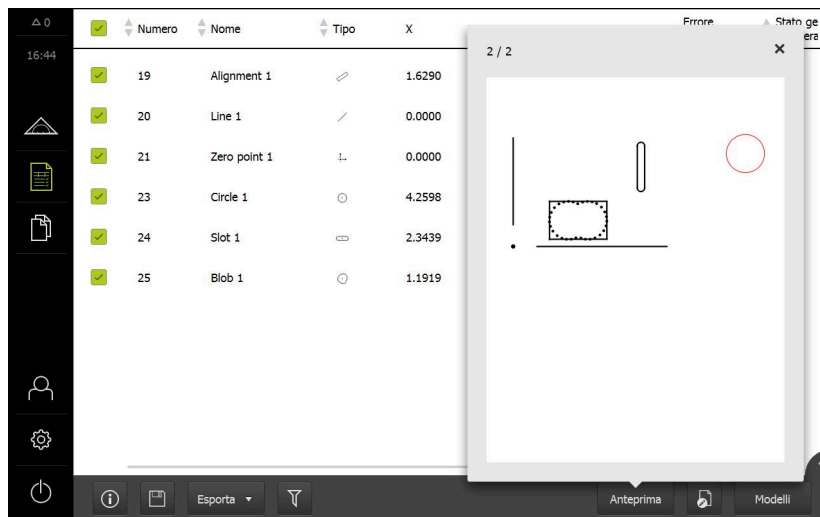 △ 0
16:44
Numero Nome Tipo X Errore Stato ge
19 Alignment 1 1.6290
20 Line 1 0.0000
21 Zero point 1 0.0000
23 Circle 1 4.2598
24 Slot 1 2.3439
25 Blob 1 1.1919
2 / 2
Esporta
Anteprima
Modelli